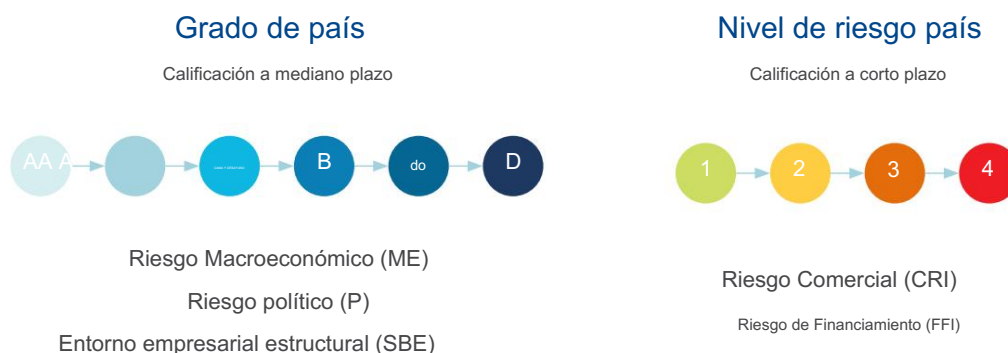 Grado de país
Calificación a mediano plazo
AA A
B
do
D
Riesgo Macroeconómico (ME)
Riesgo político (P)
Entorno empresarial estructural (SBE)
Nivel de riesgo país
Calificación a corto plazo
1
2
3
4
Riesgo Comercial (CRI)
Riesgo de Financiamiento (FFI)